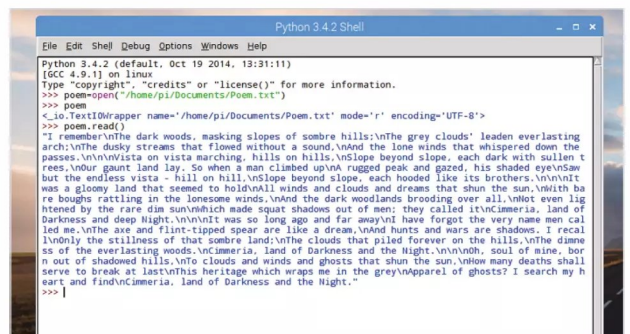 Python 3.4.2 Shell
File Edit Shell Debug Options Windows Help
Python 3.4.2 (default, Oct 19 2014, 13:31:11)
[GCC 4.9.1] on linux
Type "copyright", "credits" or "license()" for more information.
>>> poem=open("/home/pi/Documents/Poem.txt")
>>> poem
<_io.TextIOWrapper name='/home/pi/Documents/Poem.txt' mode='r' encoding='UTF-8'>
>>> poem.read()
"I remember\nThe dark woods, masking slopes of sombre hills;\nThe grey clouds' leaden everlasting
arch;\nThe dusky streams that flowed without a sound,\nAnd the lone winds that whispered down the
passes.\n\n\nVista on vista marching, hills on hills,\nSlope beyond slope, each dark with sullen t
rees,\nOur gaunt land lay. So when a man climbed up\nA rugged peak and gazed, his shaded eye\nSaw
but the endless vista - hill on hill,\nSlope beyond slope, each hooded like its brothers.\n\n\nIt
was a gloomy land that seemed to hold\nAll winds and clouds and dreams that shun the sun,\nWith ba
re boughs rattling in the lonesome winds,\nAnd the dark woodlands brooding over all,\nNot even lig
htened by the rare dim sun\nWhich made squat shadows out of men; they called it\nCimmeria, land of
Darkness and deep Night.\n\n\nIt was so long ago and far away\nI have forgot the very name men cal
led me.\nThe axe and flint-tipped spear are like a dream,\nAnd hunts and wars are shadows. I recal
l\nOnly the stillness of that sombre land;\nThe clouds that piled forever on the hills,\nThe dimne
ss of the everlasting woods.\nCimmeria, land of Darkness and the Night.\n\n\nOh, soul of mine, bor
n out of shadowed hills,\nTo clouds and winds and ghosts that shun the sun,\nHow many deaths shall
serve to break at last\nThis heritage which wraps me in the grey\nApparel of ghosts? I search my h
eart and find\nCimmeria, land of Darkness and the Night."
>>>